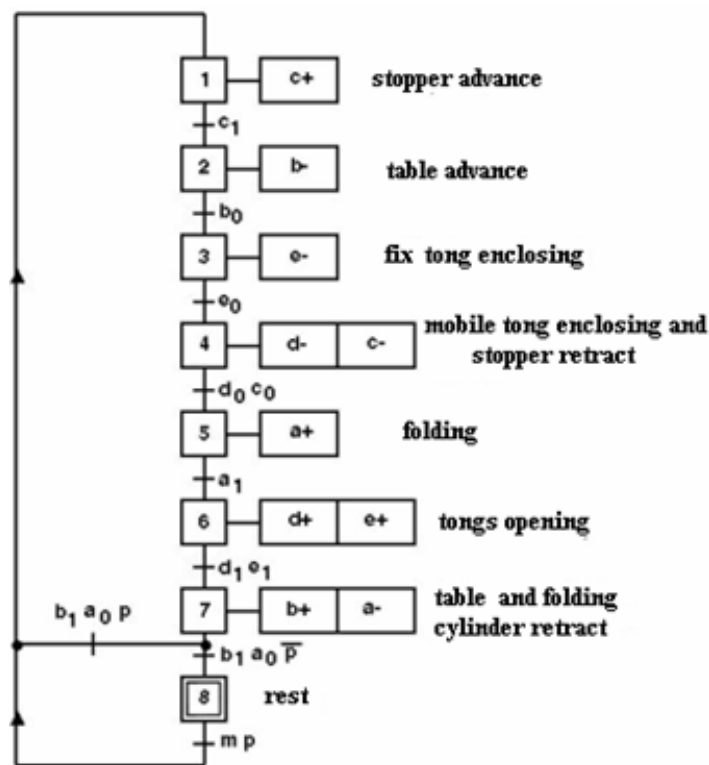 1 c+ stopper advance
c1
2 b- table advance
b0
3 e- fix tong enclosing
e0
4 d- c- mobile tong enclosing and
stopper retract
d0 c0
5 a+ folding
a1
6 d+ e+ tongs opening
d1 e1
7 b+ a- table and folding
cylinder retract
b1 a0 p
b1 a0 p̅
8 rest
m p